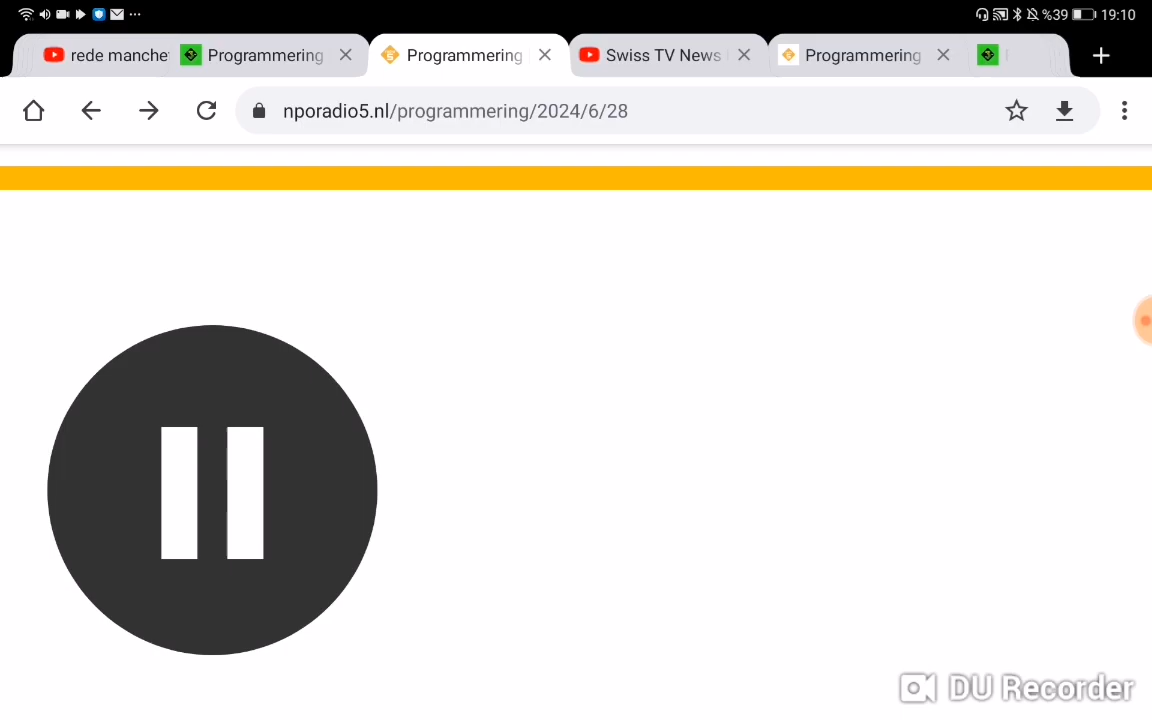 %39 19:10
rede manche Programmering Programmering Swiss TV News Programmering
nporadio5.nl/programmering/2024/6/28
DU Recorder